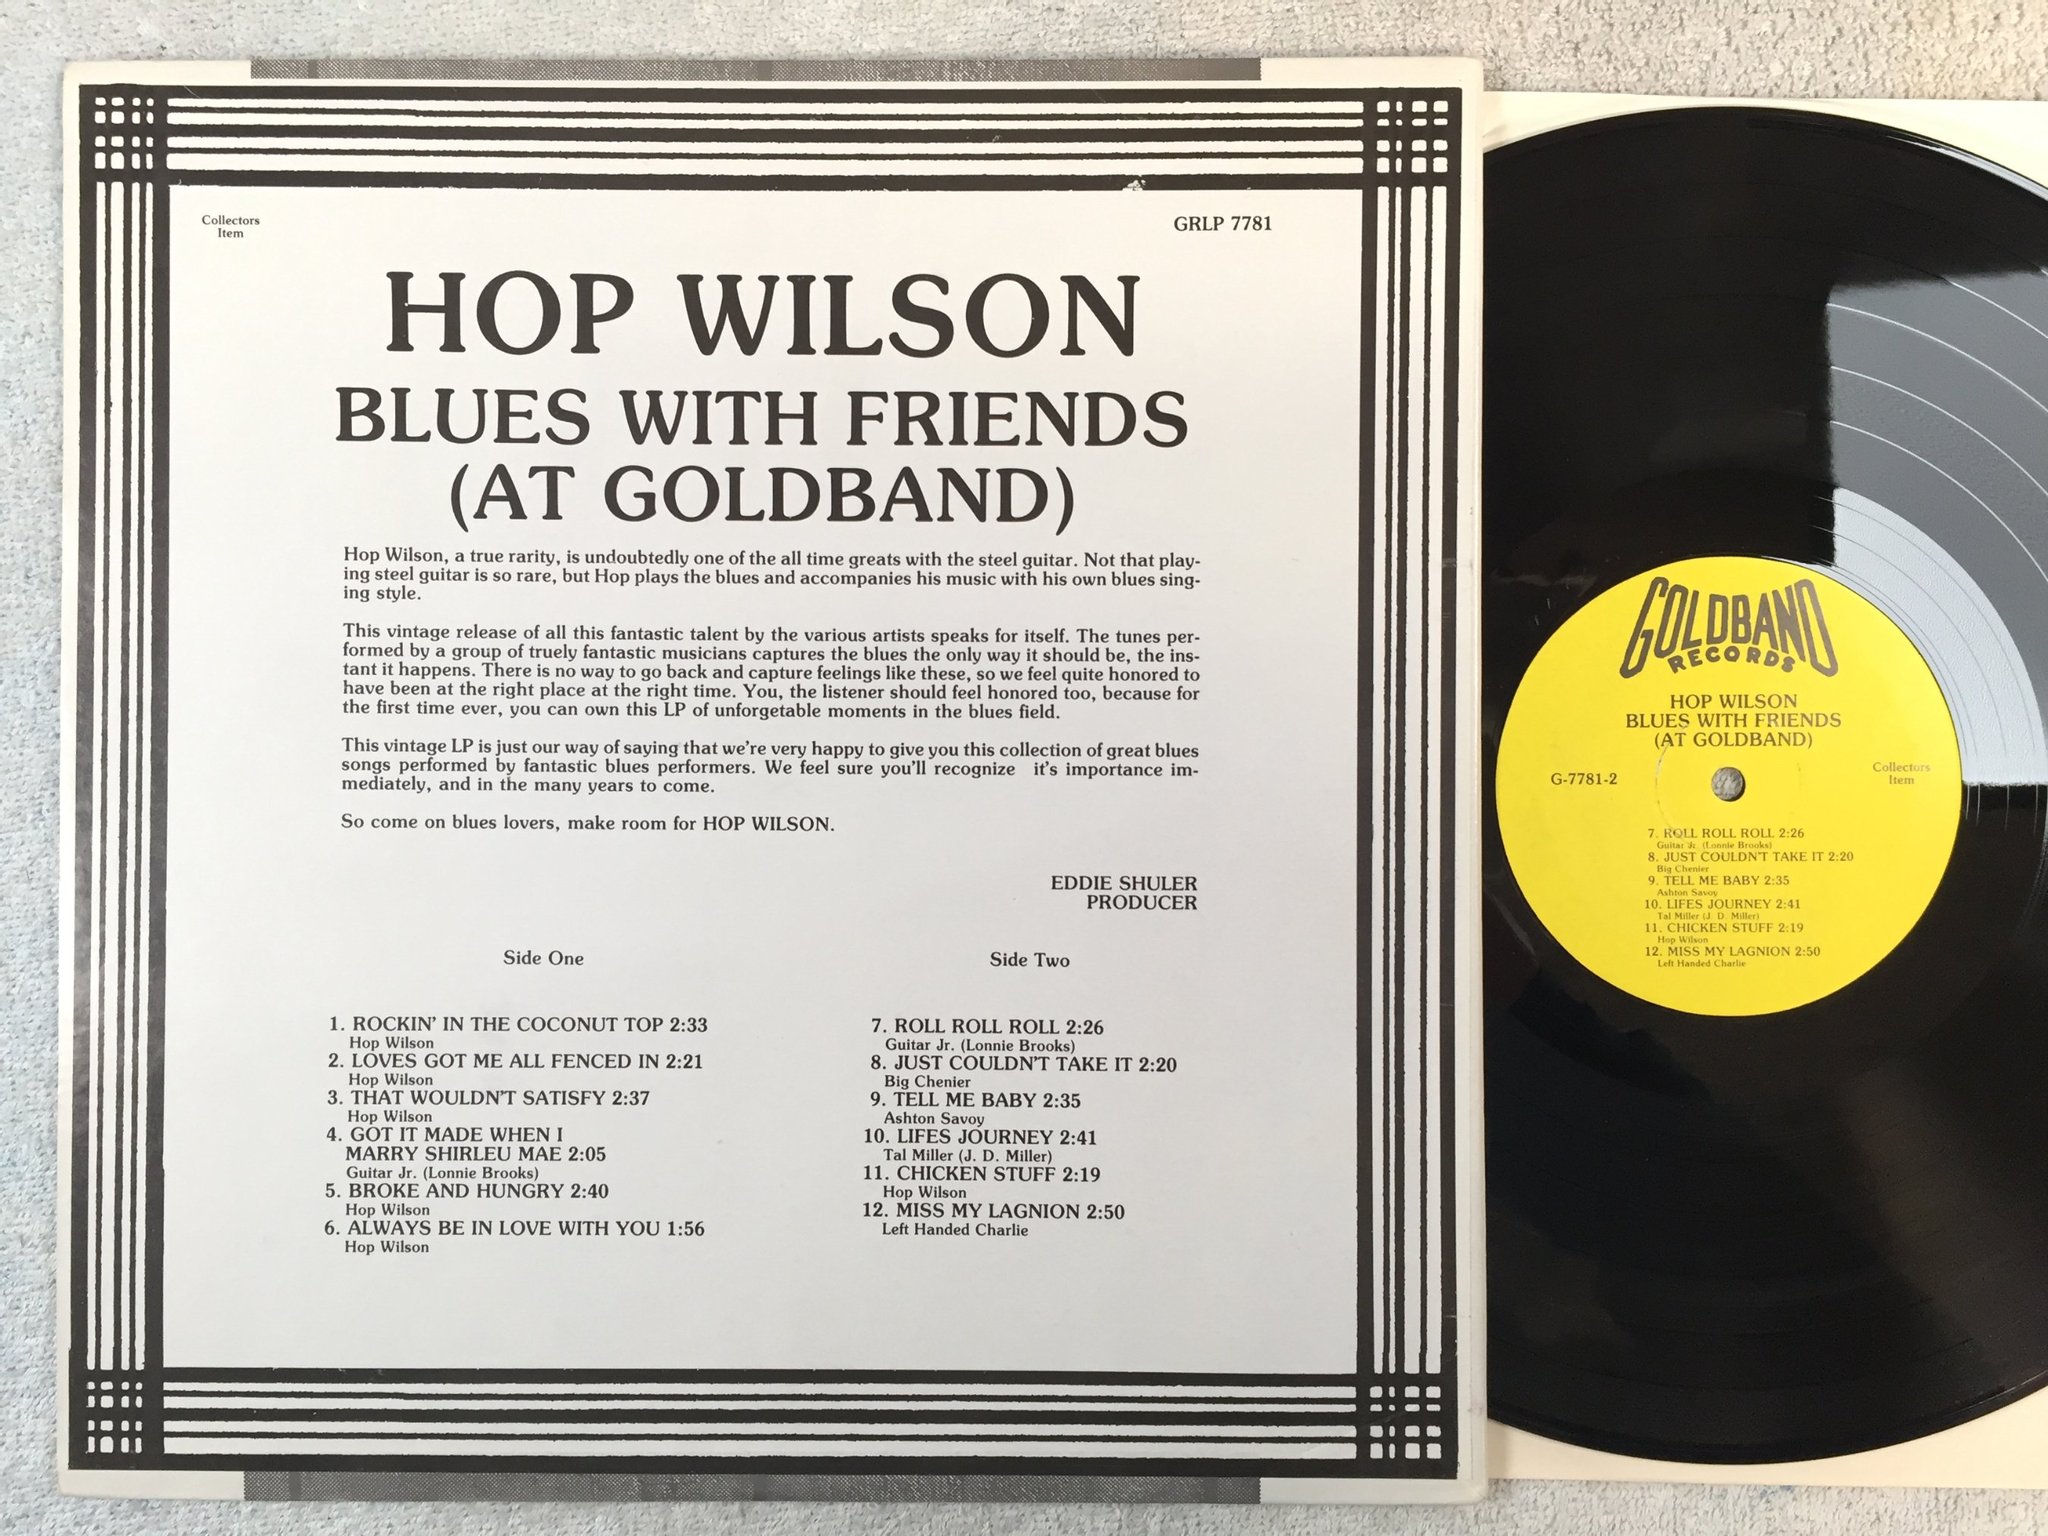 Collectors
Item
GRLP 7781
HOP WILSON
BLUES WITH FRIENDS
(AT GOLDBAND)
Hop Wilson, a true rarity, is undoubtedly one of the all time greats with the steel guitar. Not that play-
ing steel guitar is so rare, but Hop plays the blues and accompanies his music with his own blues sing-
ing style.
This vintage release of all this fantastic talent by the various artists speaks for itself. The tunes per-
formed by a group of truely fantastic musicians captures the blues the only way it should be, the ins-
tant it happens. There is no way to go back and capture feelings like these, so we feel quite honored to
have been at the right place at the right time. You, the listener should feel honored too, because for
the first time ever, you can own this LP of unforgetable moments in the blues field.
This vintage LP is just our way of saying that we're very happy to give you this collection of great blues
songs performed by fantastic blues performers. We feel sure you'll recognize it's importance im-
mediately, and in the many years to come.
So come on blues lovers, make room for HOP WILSON.
EDDIE SHULER
PRODUCER
Side One
1. ROCKIN' IN THE COCONUT TOP 2:33
Hop Wilson
2. LOVES GOT ME ALL FENCED IN 2:21
Hop Wilson
3. THAT WOULDN'T SATISFY 2:37
Hop Wilson
4. GOT IT MADE WHEN I
MARRY SHIRLEU MAE 2:05
Guitar Jr. (Lonnie Brooks)
5. BROKE AND HUNGRY 2:40
Hop Wilson
6. ALWAYS BE IN LOVE WITH YOU 1:56
Hop Wilson
Side Two
7. ROLL ROLL ROLL 2:26
Guitar Jr. (Lonnie Brooks)
8. JUST COULDN'T TAKE IT 2:20
Big Chenier
9. TELL ME BABY 2:35
Ashton Savoy
10. LIFES JOURNEY 2:41
Tal Miller (J. D. Miller)
11. CHICKEN STUFF 2:19
Hop Wilson
12. MISS MY LAGNION 2:50
Left Handed Charlie
GOLDBAND
RECORDS
HOP WILSON
BLUES WITH FRIENDS
(AT GOLDBAND)
G-7781-2
Collectors
Item
7. ROLL ROLL ROLL 2:26
Guitar Jr. (Lonnie Brooks)
8. JUST COULDN'T TAKE IT 2:20
Big Chenier
9. TELL ME BABY 2:35
Ashton Savoy
10. LIFES JOURNEY 2:41
Tal Miller (J. D. Miller)
11. CHICKEN STUFF 2:19
Hop Wilson
12. MISS MY LAGNION 2:50
Left Handed Charlie